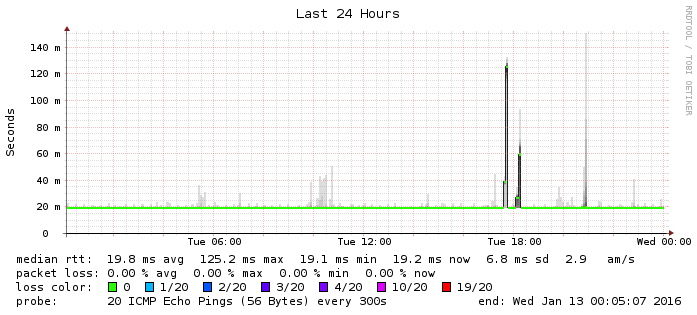 Last 24 Hours
RRDTOOL / TOBI OETIKER
Seconds
140 m
120 m
100 m
80 m
60 m
40 m
20 m
0
Tue 06:00 Tue 12:00 Tue 18:00 Wed 00:00
median rtt: 19.8 ms avg 125.2 ms max 19.1 ms min 19.2 ms now 6.8 ms sd 2.9 am/s
packet loss: 0.00 % avg 0.00 % max 0.00 % min 0.00 % now
loss color: 0 1/20 2/20 3/20 4/20 10/20 19/20
probe: 20 ICMP Echo Pings (56 Bytes) every 300s end: Wed Jan 13 00:05:07 2016